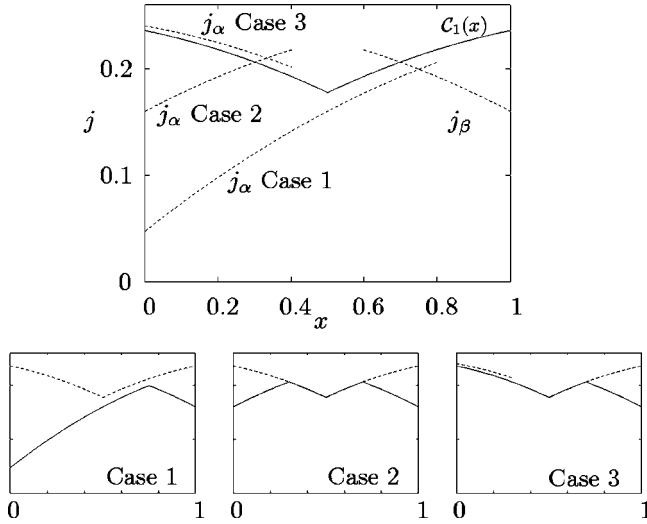 j_α Case 3
C₁(x)
0.2
j
j_α Case 2
j_β
0.1
j_α Case 1
0
0 0.2 0.4 0.6 0.8 1
x
Case 1 Case 2 Case 3
0 1 0 1 0 1